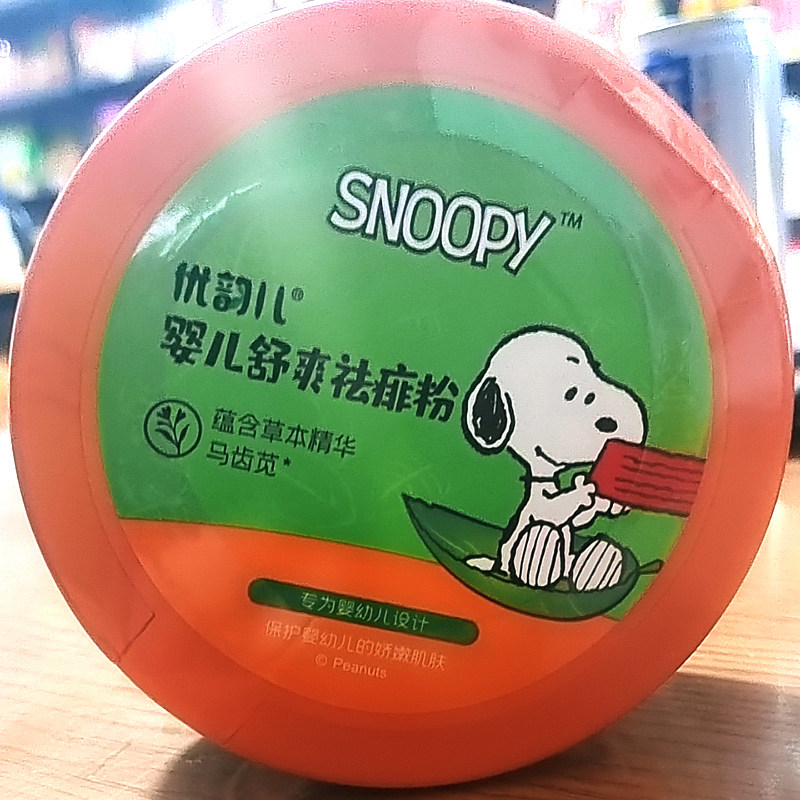 SNOOPY™
优韵儿®
婴儿舒爽祛痱粉
蕴含草本精华
马齿苋*
专为婴幼儿设计
保护婴幼儿的娇嫩肌肤
© Peanuts